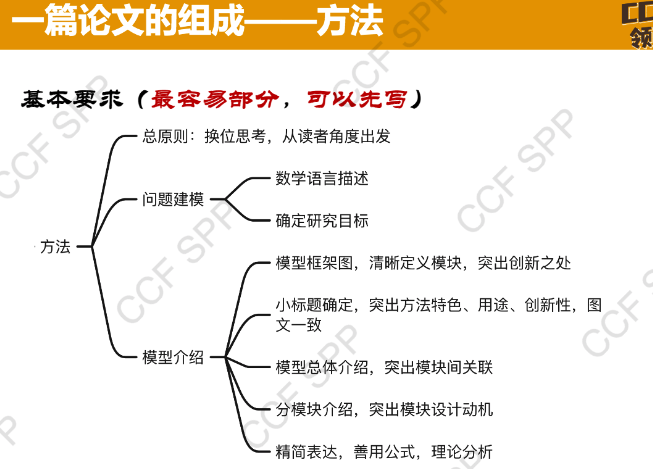 一篇论文的组成——方法
CC
领
基本要求（最容易部分，可以先写）
总原则：换位思考，从读者角度出发
数学语言描述
问题建模
确定研究目标
方法
模型框架图，清晰定义模块，突出创新之处
小标题确定，突出方法特色、用途、创新性，图
文一致
模型介绍
模型总体介绍，突出模块间关联
分模块介绍，突出模块设计动机
精简表达，善用公式，理论分析
CCF SPP
CCF SPP
CCF SPP
CCF SPP
CCF SPP
CCF SPP